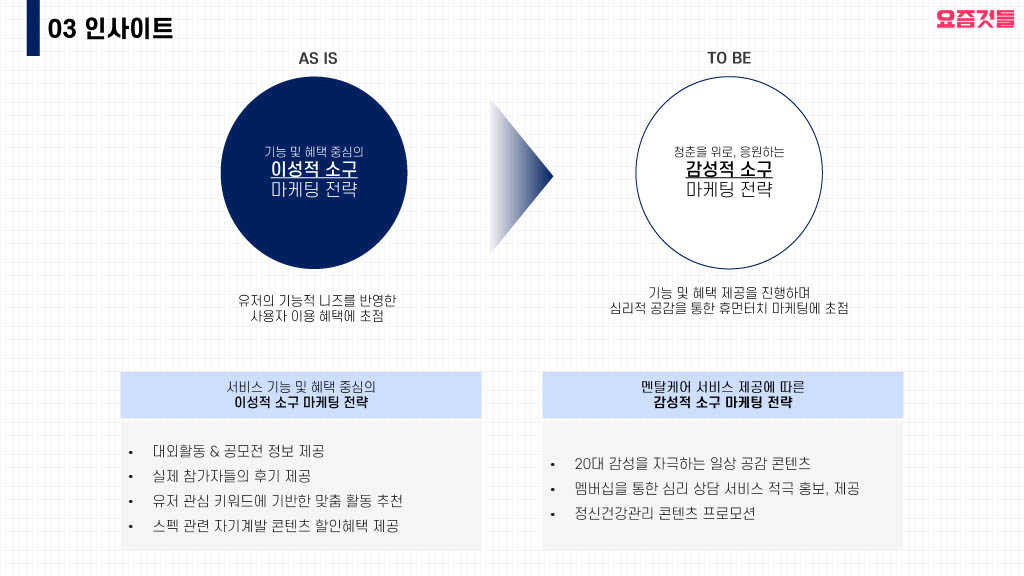 03 인사이트
요즘것들
AS IS
TO BE
기능 및 혜택 중심의
이성적 소구
마케팅 전략
청춘을 위로, 응원하는
감성적 소구
마케팅 전략
유저의 기능적 니즈를 반영한
사용자 이용 혜택에 초점
기능 및 혜택 제공을 진행하며
심리적 공감을 통한 휴먼터치 마케팅에 초점
서비스 기능 및 혜택 중심의
이성적 소구 마케팅 전략
• 대외활동 & 공모전 정보 제공
• 실제 참가자들의 후기 제공
• 유저 관심 키워드에 기반한 맞춤 활동 추천
• 스펙 관련 자기계발 콘텐츠 할인혜택 제공
멘탈케어 서비스 제공에 따른
감성적 소구 마케팅 전략
• 20대 감성을 자극하는 일상 공감 콘텐츠
• 멤버십을 통한 심리 상담 서비스 적극 홍보, 제공
• 정신건강관리 콘텐츠 프로모션